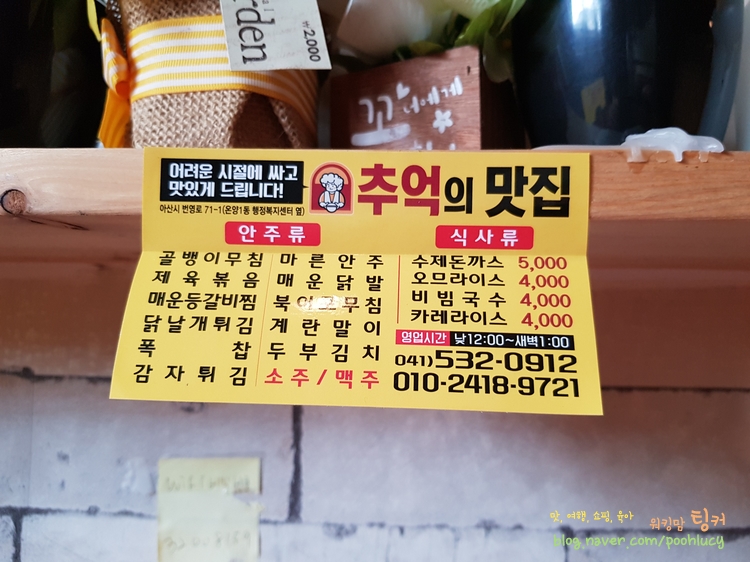 rden
₩2,000
꽃
너에게
어려운 시절에 싸고
맛있게 드립니다!
추억의 맛집
아산시 번영로 71-1(온양1동 행정복지센터 옆)
안주류
식사류
골뱅이무침 마른안주 수제돈까스 5,000
제육볶음 매운닭발 오므라이스 4,000
매운등갈비찜 북어무침 비빔국수 4,000
닭날개튀김 계란말이 카레라이스 4,000
영업시간 낮12:00~새벽1:00
폭찹 두부김치 041)532-0912
감자튀김 소주/맥주 010-2418-9721
맛, 여행, 쇼핑, 육아 워킹맘 팅커
blog.naver.com/poohlucy